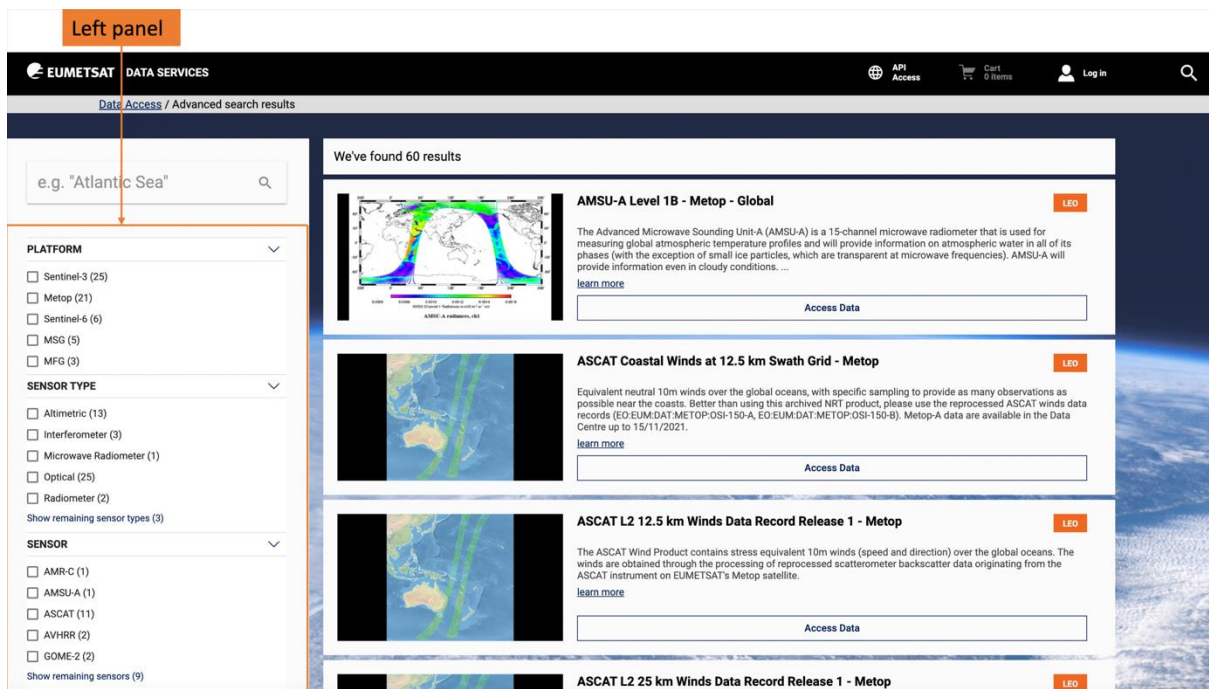 Left panel
EUMETSAT DATA SERVICES
API
Access
Cart
0 items
Log in
Data Access / Advanced search results
e.g. "Atlantic Sea"
PLATFORM
Sentinel-3 (25)
Metop (21)
Sentinel-6 (6)
MSG (5)
MFG (3)
SENSOR TYPE
Altimetric (13)
Interferometer (3)
Microwave Radiometer (1)
Optical (25)
Radiometer (2)
Show remaining sensor types (3)
SENSOR
AMR-C (1)
AMSU-A (1)
ASCAT (11)
AVHRR (2)
GOME-2 (2)
Show remaining sensors (9)
We've found 60 results
AMSU-A Level 1B - Metop - Global
LEO
The Advanced Microwave Sounding Unit-A (AMSU-A) is a 15-channel microwave radiometer that is used for
measuring global atmospheric temperature profiles and will provide information on atmospheric water in all of its
phases (with the exception of small ice particles, which are transparent at microwave frequencies). AMSU-A will
provide information even in cloudy conditions. ...
learn more
Access Data
AMSU-A radiances, ch1
ASCAT Coastal Winds at 12.5 km Swath Grid - Metop
LEO
Equivalent neutral 10m winds over the global oceans, with specific sampling to provide as many observations as
possible near the coasts. Better than using this archived NRT product, please use the reprocessed ASCAT winds data
records (EO:EUM:DAT:METOP:OSI-150-A, EO:EUM:DAT:METOP:OSI-150-B). Metop-A data are available in the Data
Centre up to 15/11/2021.
learn more
Access Data
ASCAT L2 12.5 km Winds Data Record Release 1 - Metop
LEO
The ASCAT Wind Product contains stress equivalent 10m winds (speed and direction) over the global oceans. The
winds are obtained through the processing of reprocessed scatterometer backscatter data originating from the
ASCAT instrument on EUMETSAT's Metop satellite.
learn more
Access Data
ASCAT L2 25 km Winds Data Record Release 1 - Metop
LEO